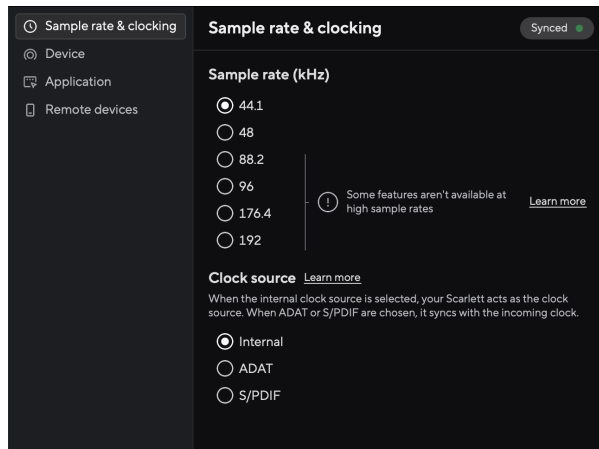 Sample rate & clocking
Device
Application
Remote devices
Sample rate & clocking
Synced
Sample rate (kHz)
44.1
48
88.2
96
176.4
192
Some features aren't available at
high sample rates
Learn more
Clock source Learn more
When the internal clock source is selected, your Scarlett acts as the clock
source. When ADAT or S/PDIF are chosen, it syncs with the incoming clock.
Internal
ADAT
S/PDIF